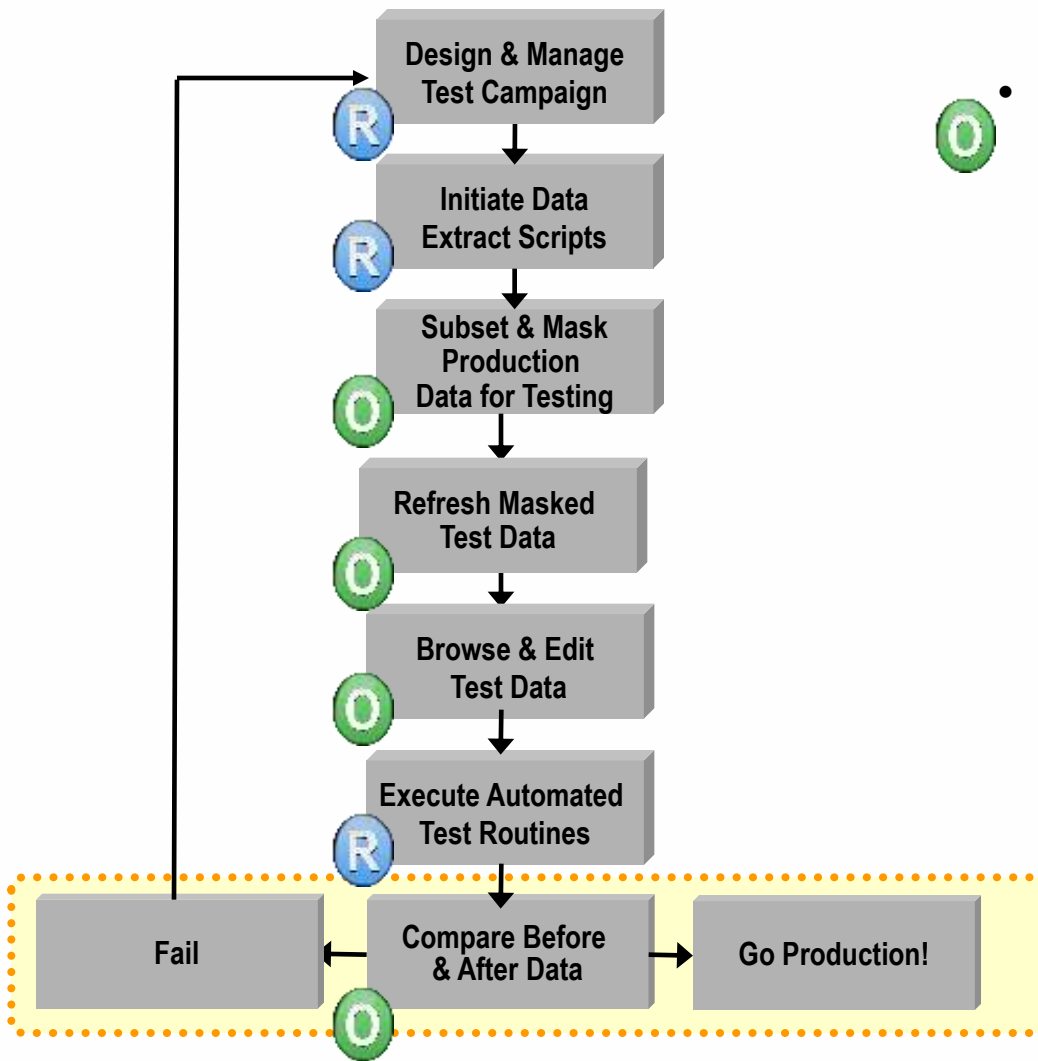 Design & Manage
Test Campaign
R
O
Initiate Data
Extract Scripts
R
Subset & Mask
Production
Data for Testing
O
Refresh Masked
Test Data
O
Browse & Edit
Test Data
O
Execute Automated
Test Routines
R
Fail
Compare Before
& After Data
Go Production!
O